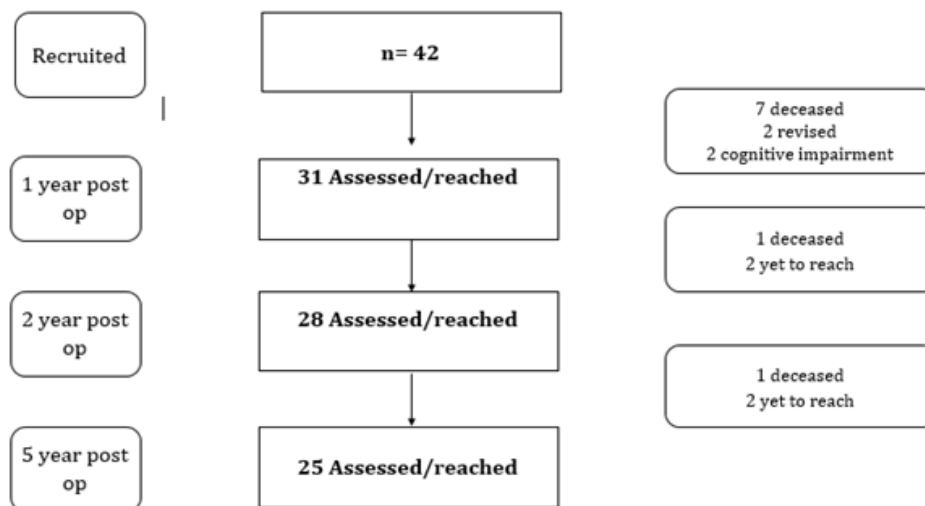 Recruited
n= 42
7 deceased
2 revised
2 cognitive impairment
1 year post
op
31 Assessed/reached
1 deceased
2 yet to reach
2 year post
op
28 Assessed/reached
1 deceased
2 yet to reach
5 year post
op
25 Assessed/reached